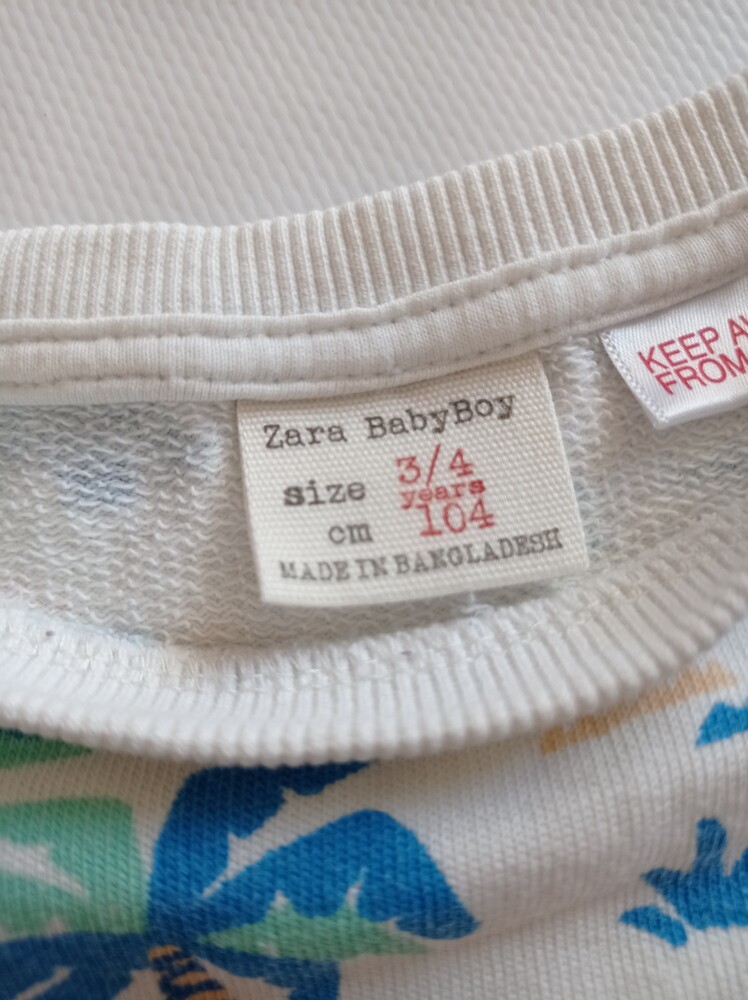 Zara BabyBoy
size 3/4
years
cm 104
MADE IN BANGLADESH
KEEP
FROM